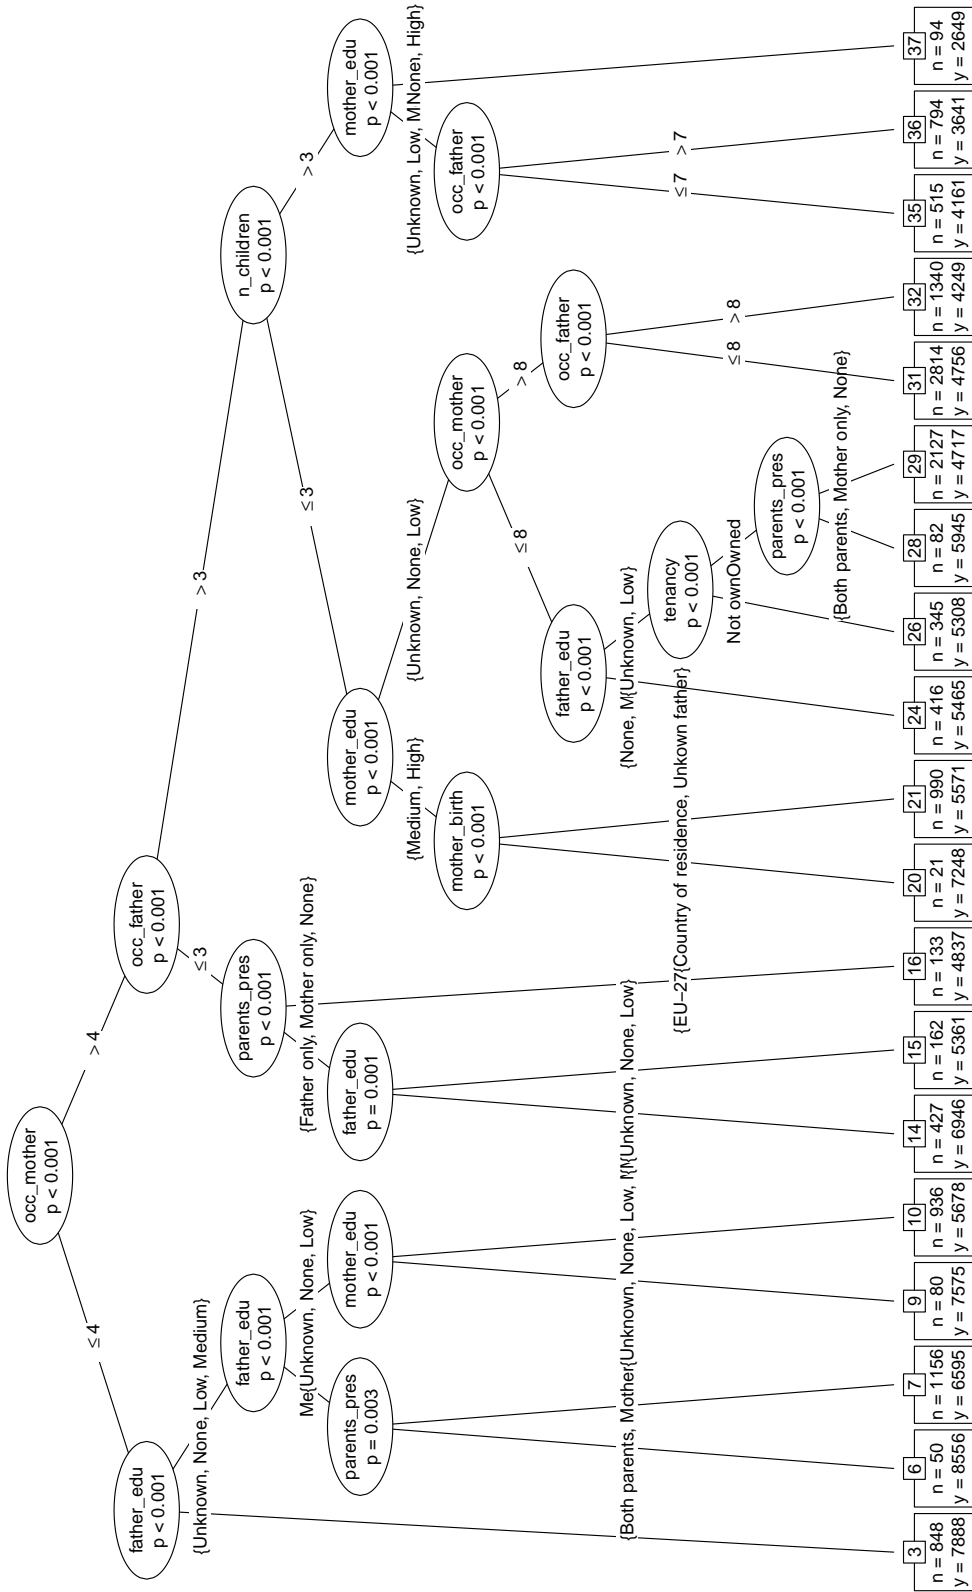 occ_mother
p < 0.001
≤ 4
> 4
father_edu
p < 0.001
{Unknown, None, Low, Medium}
father_edu
p < 0.001
Me{Unknown, None, Low}
parents_pres
p = 0.003
mother_edu
p < 0.001
{Both parents, Mother{Unknown, None, Low,
{Unknown, None, Low}
occ_father
p < 0.001
≤ 3
> 3
parents_pres
p < 0.001
{Father only, Mother only, None}
father_edu
p = 0.001
n_children
p < 0.001
≤ 3
> 3
mother_edu
p < 0.001
{Medium, High}
{Unknown, None, Low}
mother_birth
p < 0.001
{EU−27{Country of residence, Unkown father}
occ_mother
p < 0.001
≤ 8
> 8
father_edu
p < 0.001
{None, M{Unknown, Low}
tenancy
p < 0.001
Not ownOwned
parents_pres
p < 0.001
{Both parents, Mother only, None}
occ_father
p < 0.001
≤ 8
> 8
mother_edu
p < 0.001
{Unknown, Low, High}
occ_father
p < 0.001
≤ 7
> 7
3
n = 848
y = 7888
6
n = 50
y = 8556
7
n = 1156
y = 6595
9
n = 80
y = 7575
10
n = 936
y = 5678
14
n = 427
y = 6946
15
n = 162
y = 5361
16
n = 133
y = 4837
20
n = 21
y = 7248
21
n = 990
y = 5571
24
n = 416
y = 5465
26
n = 345
y = 5308
28
n = 82
y = 5945
29
n = 2127
y = 4717
31
n = 2814
y = 4756
32
n = 1340
y = 4249
35
n = 515
y = 4161
36
n = 794
y = 3641
37
n = 94
y = 2649